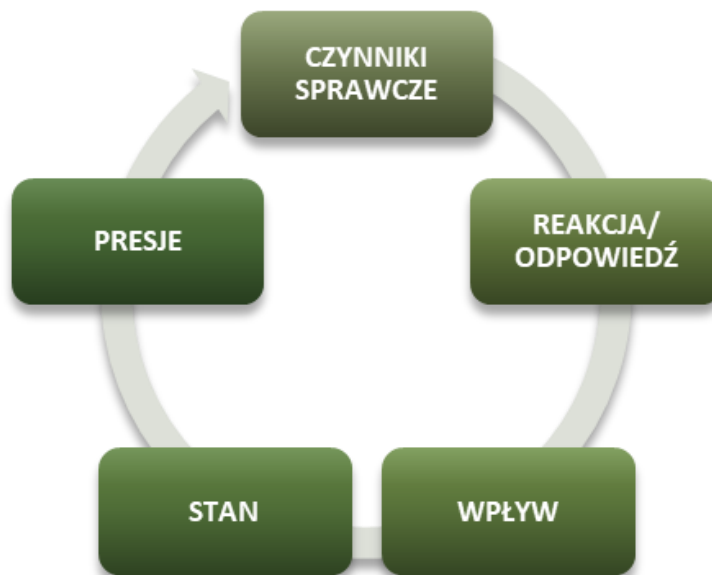 CZYNNIKI
SPRAWCZE
REAKCJA/
ODPOWIEDŹ
WPŁYW
STAN
PRESJE